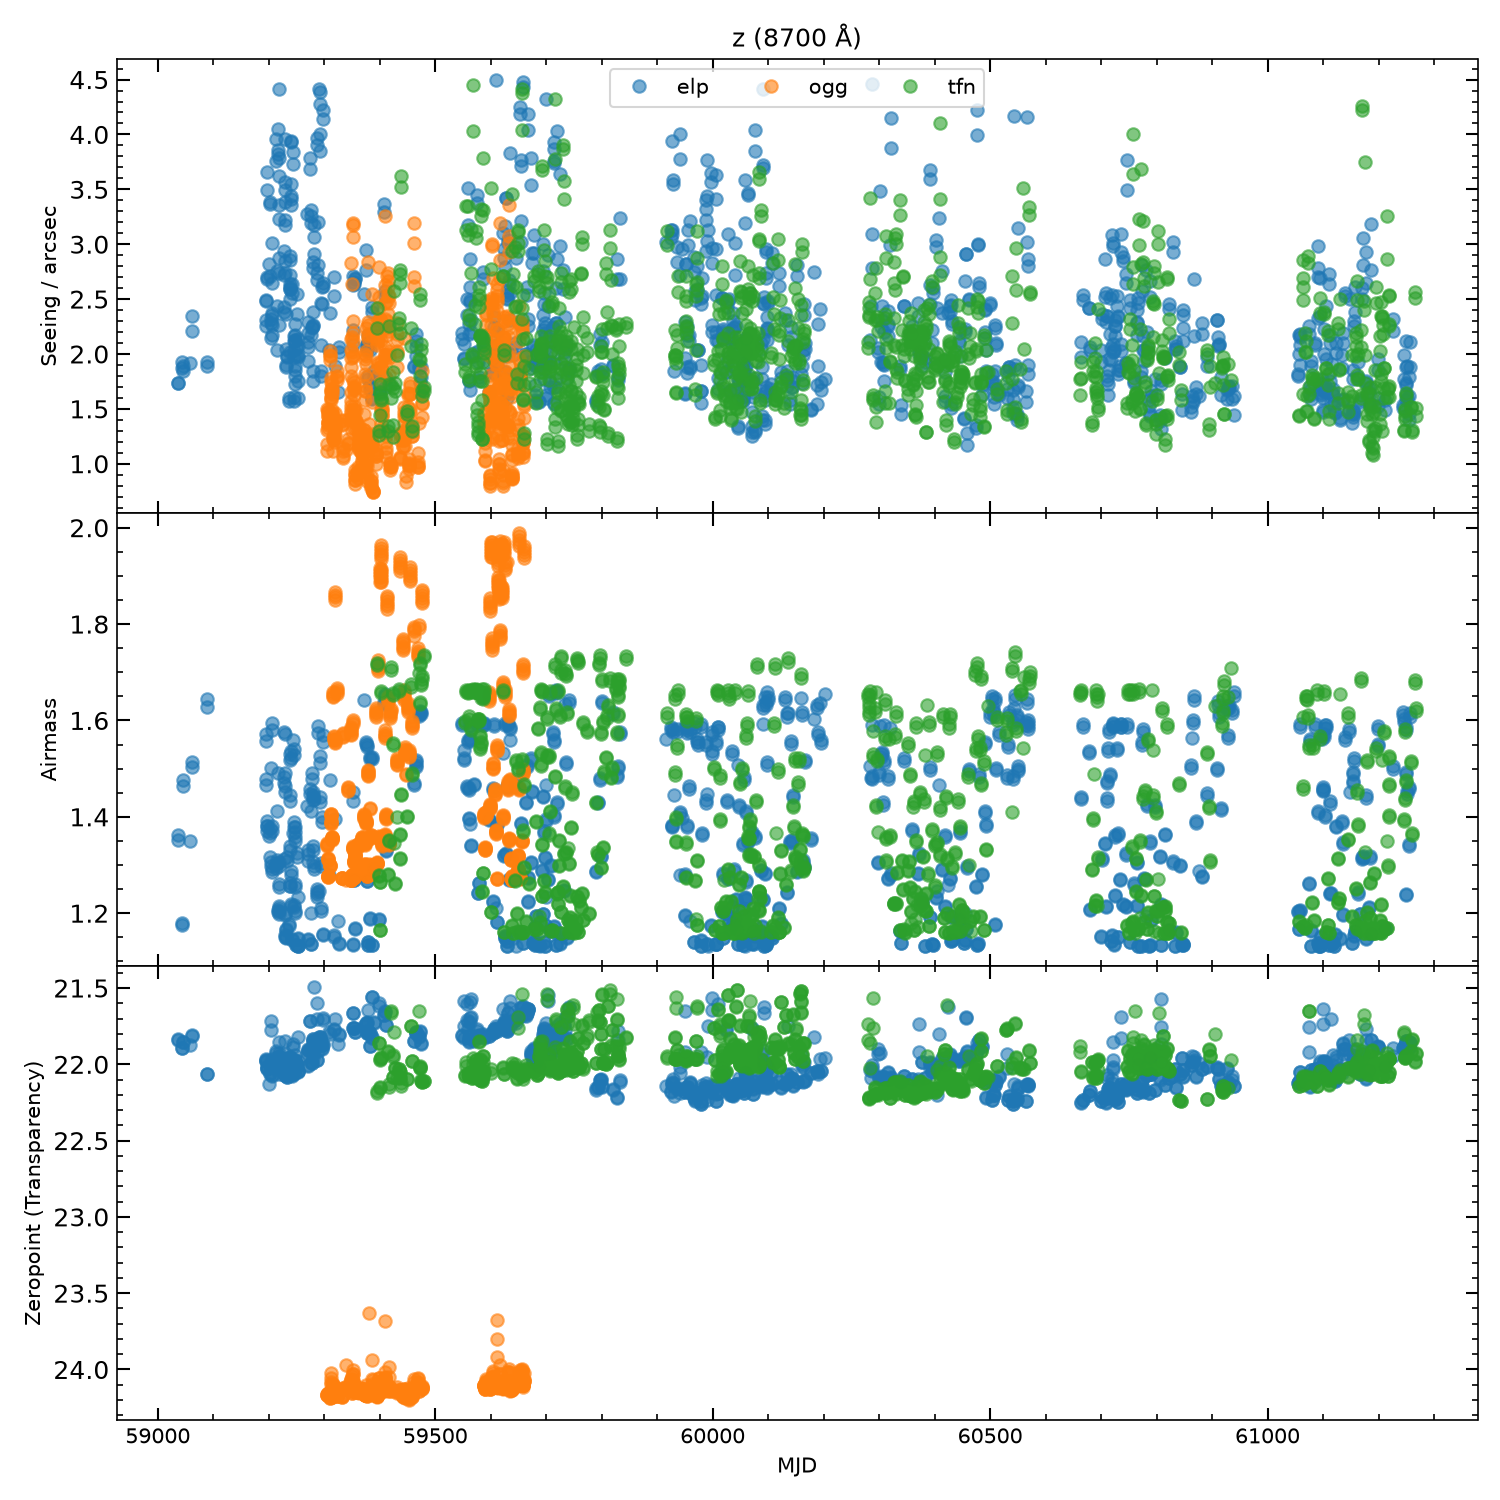 z (8700 Å)
elp ogg tfn
4.5
4.0
3.5
3.0
2.5
2.0
1.5
1.0
Seeing / arcsec
2.0
1.8
1.6
1.4
1.2
Airmass
21.5
22.0
22.5
23.0
23.5
24.0
Zeropoint (Transparency)
59000 59500 60000 60500 61000
MJD